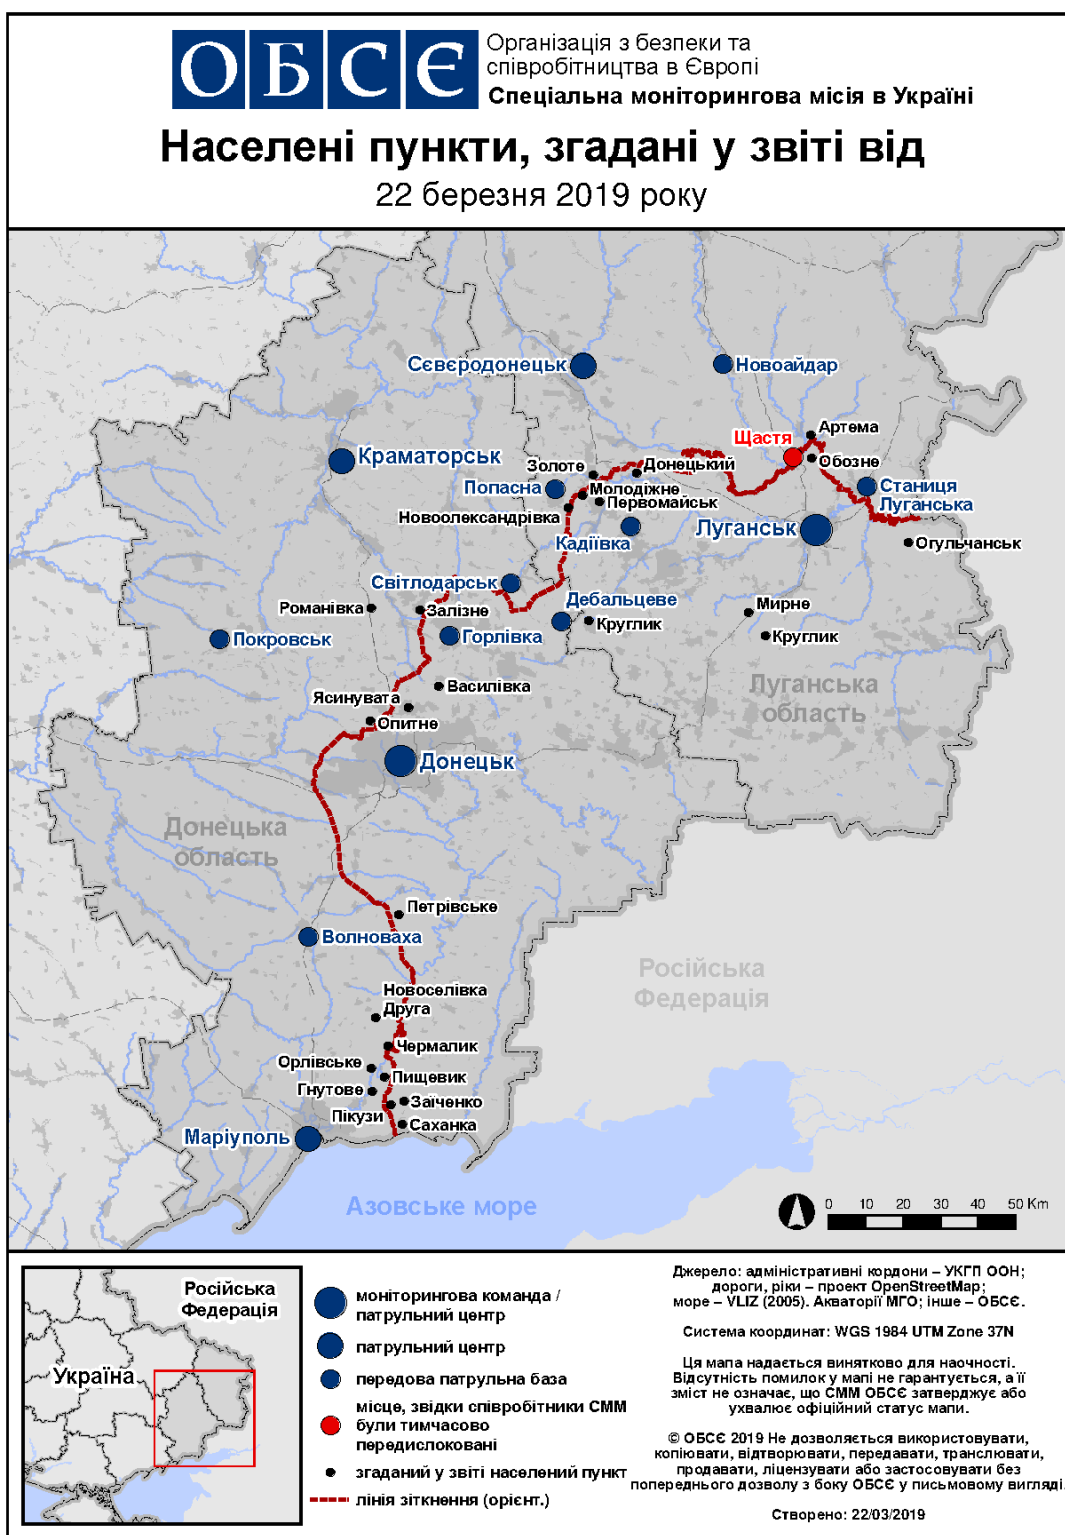 ОБСЄ
Організація з безпеки та
співробітництва в Європі
Спеціальна моніторингова місія в Україні
Населені пункти, згадані у звіті від
22 березня 2019 року
Сєвєродонецьк
Новоайдар
Артема
Щастя
Обозне
Краматорськ
Золоте
Донецький
Попасна
Молодіжне
Первомайськ
Станиця
Луганська
Новоолександрівка
Луганськ
Кадіївка
Огульчанськ
Світлодарськ
Дебальцеве
Романівка
Залізне
Мирне
Круглик
Покровськ
Горлівка
Круглик
Василівка
Ясинувата
Опитне
Луганська
область
Донецьк
Донецька
область
Петрівське
Волноваха
Російська
Федерація
Новоселівка
Друга
Чермалик
Орлівське
Пищевик
Гнутове
Заїченко
Пікузи
Саханка
Маріуполь
Азовське море
0 10 20 30 40 50 Km
Російська
Федерація
Україна
моніторингова команда /
патрульний центр
патрульний центр
передова патрульна база
місце, звідки співробітники СММ
були тимчасово
передислоковані
згаданий у звіті населений пункт
лінія зіткнення (орієнт.)
Джерело: адміністративні кордони – УКГП ООН;
дороги, ріки – проект OpenStreetMap;
море – VLIZ (2005). Акваторії МГО; інше – ОБСЄ.
Система координат: WGS 1984 UTM Zone 37N
Ця мапа надається винятково для наочності.
Відсутність помилок у мапі не гарантується, а її
зміст не означає, що СММ ОБСЄ затверджує або
ухвалює офіційний статус мапи.
© ОБСЄ 2019 Не дозволяється використовувати,
копіювати, відтворювати, передавати, транслювати,
продавати, ліцензувати або застосовувати без
попереднього дозволу з боку ОБСЄ у письмовому вигляді.
Створено: 22/03/2019